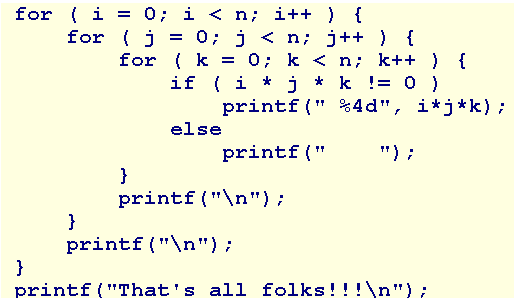 for ( i = 0; i < n; i++ ) {
    for ( j = 0; j < n; j++ ) {
        for ( k = 0; k < n; k++ ) {
            if ( i * j * k != 0 )
                printf(" %4d", i*j*k);
            else
                printf("    ");
        }
        printf("\n");
    }
    printf("\n");
}
printf("That's all folks!!!\n");